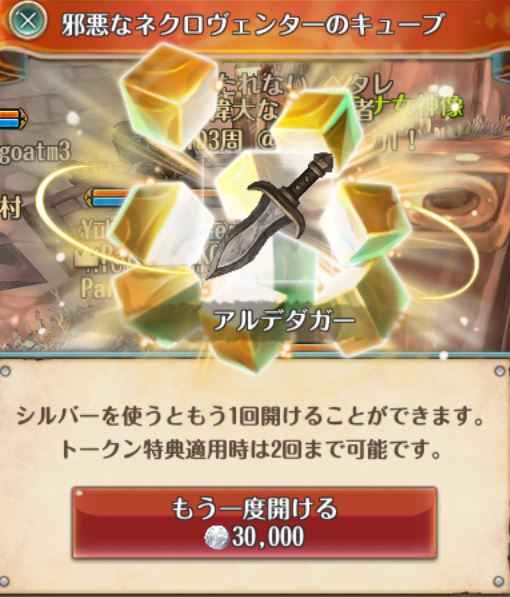 邪悪なネクロヴェンターのキューブ
goatm3
村
アルデダガー
シルバーを使うともう1回開けることができます。
トークン特典適用時は2回まで可能です。
もう一度開ける
30,000